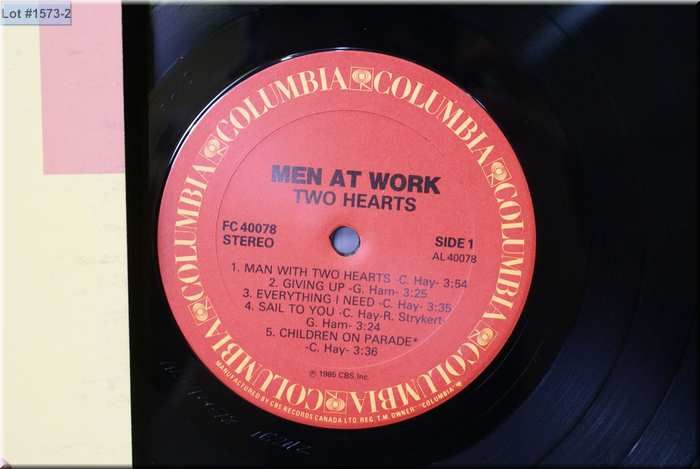 Lot #1573-2
COLUMBIA COLUMBIA COLUMBIA COLUMBIA COLUMBIA COLUMBIA
MEN AT WORK
TWO HEARTS
FC 40078
STEREO
SIDE 1
AL 40078
1. MAN WITH TWO HEARTS -C. Hay- 3:54
2. GIVING UP -G. Ham- 3:25
3. EVERYTHING I NEED -C. Hay- 3:35
4. SAIL TO YOU -C. Hay-R. Strykert-
G. Ham- 3:24
5. CHILDREN ON PARADE*
-C. Hay- 3:36
℗ 1985 CBS, Inc.
MANUFACTURED BY CBS RECORDS CANADA LTD. REG. T.M. OWNER "COLUMBIA"